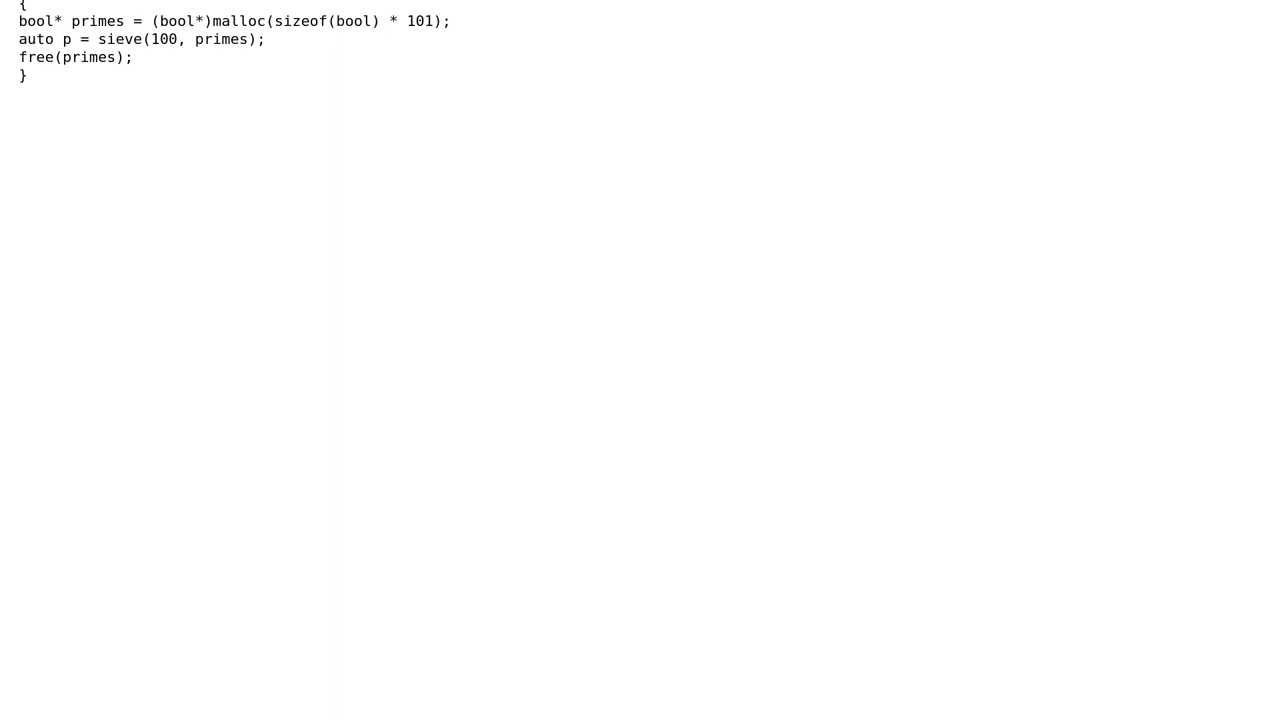 {
bool* primes = (bool*)malloc(sizeof(bool) * 101);
auto p = sieve(100, primes);
free(primes);
}